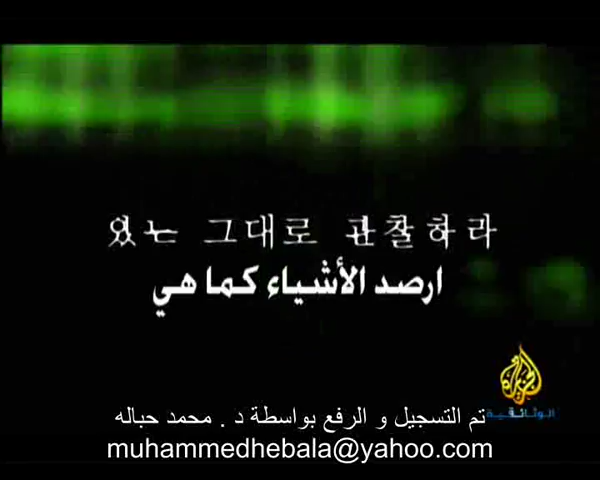 있는 그대로 관찰하라
ارصد الأشياء كما هي
الجزيرة
الوثائقية
تم التسجيل و الرفع بواسطة د . محمد حباله
muhammedhebala@yahoo.com